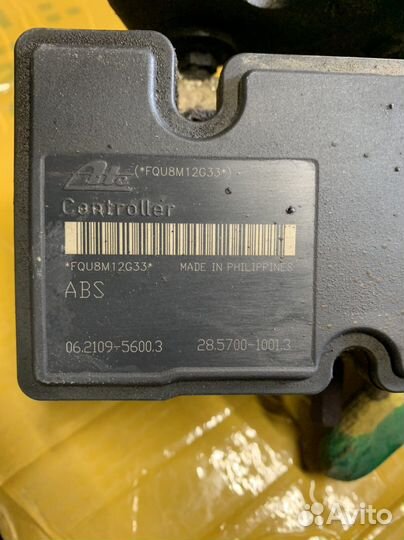 (*FQU8M12G33*)
Ate
Controller
*FQU8M12G33* MADE IN PHILIPPINES
ABS
06.2109-5600.3 28.5700-1001.3
Avito